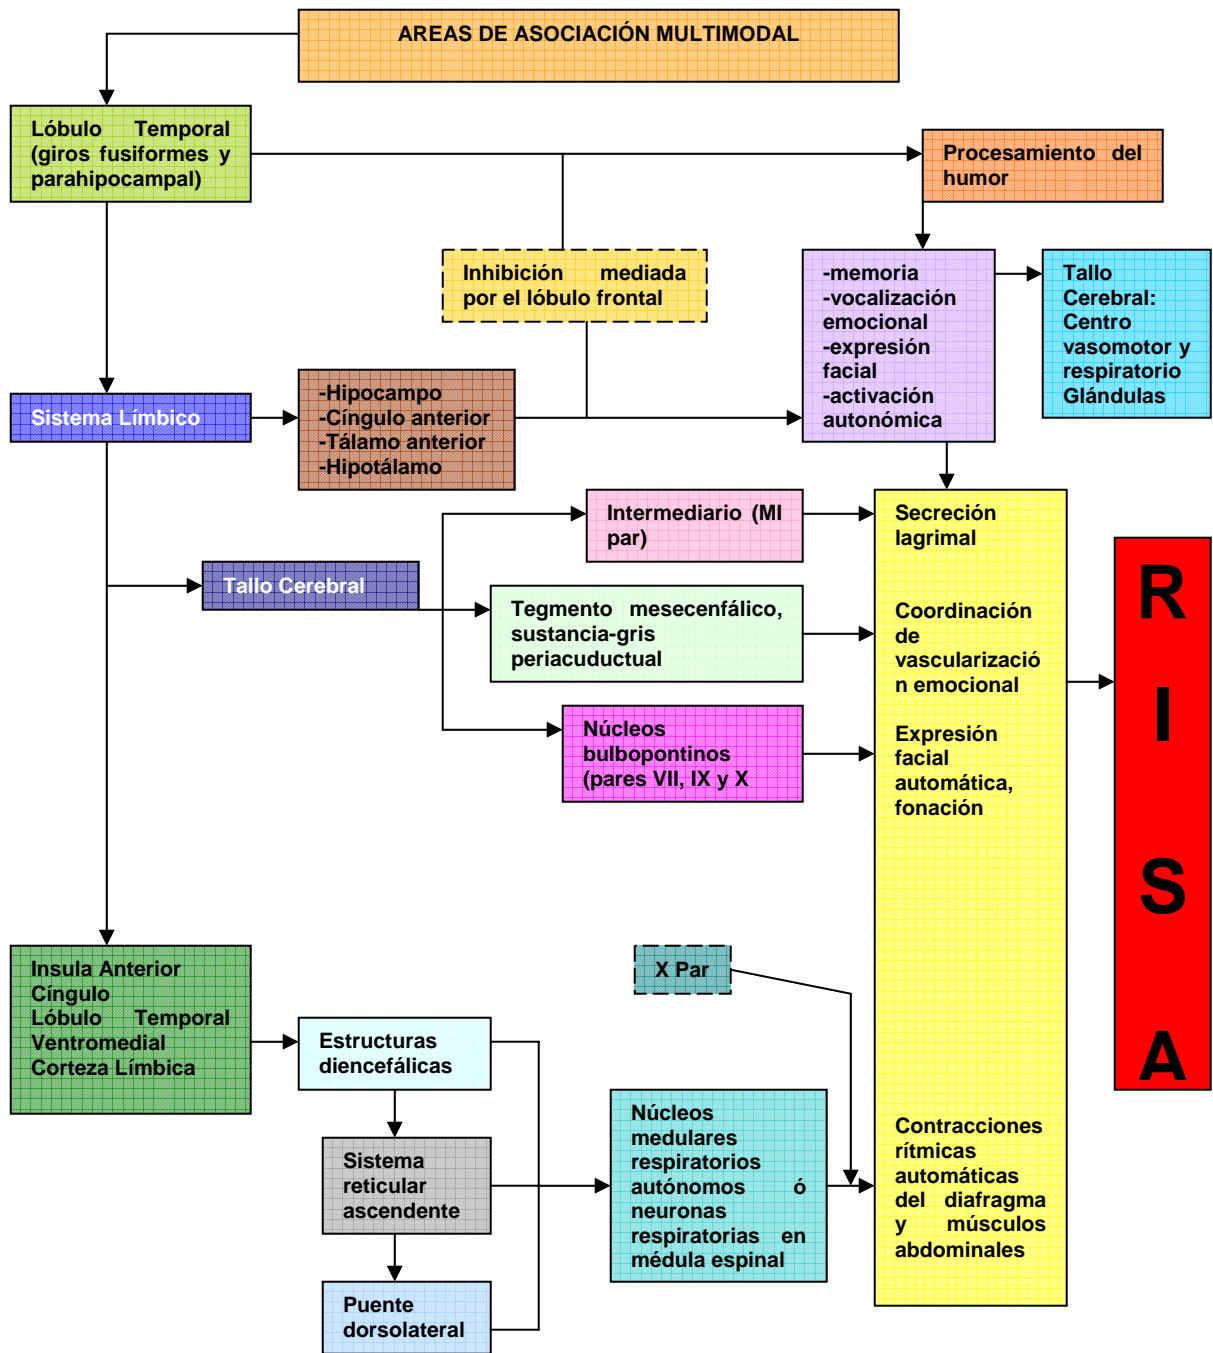 AREAS DE ASOCIACIÓN MULTIMODAL
Lóbulo Temporal
(giros fusiformes y
parahipocampal)
Procesamiento del
humor
Inhibición mediada
por el lóbulo frontal
-memoria
-vocalización
emocional
-expresión
facial
-activación
autonómica
Tallo
Cerebral:
Centro
vasomotor y
respiratorio
Glándulas
Sistema Límbico
-Hipocampo
-Cíngulo anterior
-Tálamo anterior
-Hipotálamo
Intermediario (MI
par)
Secreción
lagrimal
Tallo Cerebral
Tegmento mesecenfálico,
sustancia-gris
periacuductual
Coordinación
de
vascularizació
n emocional
Núcleos
bulbopontinos
(pares VII, IX y X
Expresión
facial
automática,
fonación
R
I
S
A
Insula Anterior
Cíngulo
Lóbulo Temporal
Ventromedial
Corteza Límbica
X Par
Estructuras
diencefálicas
Sistema
reticular
ascendente
Puente
dorsolateral
Núcleos
medulares
respiratorios
autónomos ó
neuronas
respiratorias en
médula espinal
Contracciones
rítmicas
automáticas
del diafragma
y músculos
abdominales